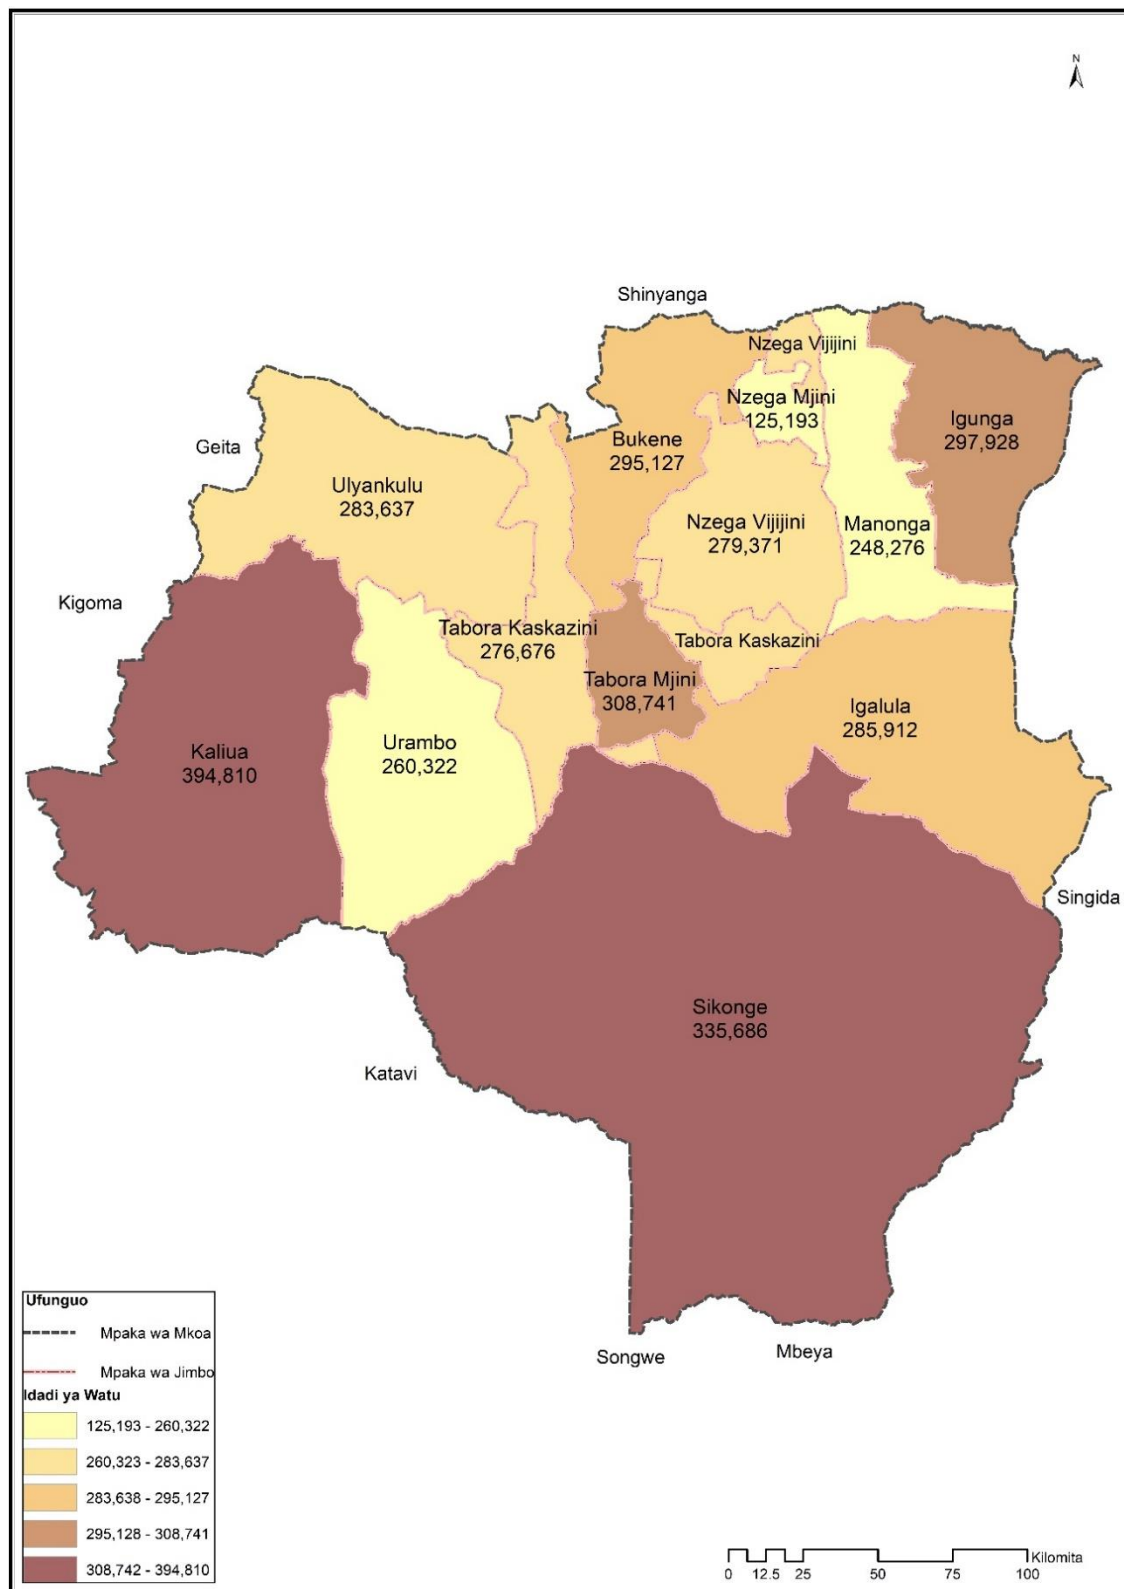 N
Shinyanga
Nzega Vijijini
Nzega Mjini
125,193
Igunga
297,928
Geita
Bukene
295,127
Ulyankulu
283,637
Nzega Vijijini
279,371
Manonga
248,276
Kigoma
Tabora Kaskazini
276,676
Tabora Kaskazini
Tabora Mjini
308,741
Igalula
285,912
Kaliua
394,810
Urambo
260,322
Singida
Sikonge
335,686
Katavi
Songwe
Mbeya
Ufunguo
Mpaka wa Mkoa
Mpaka wa Jimbo
Idadi ya Watu
125,193 - 260,322
260,323 - 283,637
283,638 - 295,127
295,128 - 308,741
308,742 - 394,810
Kilomita
0 12.5 25 50 75 100